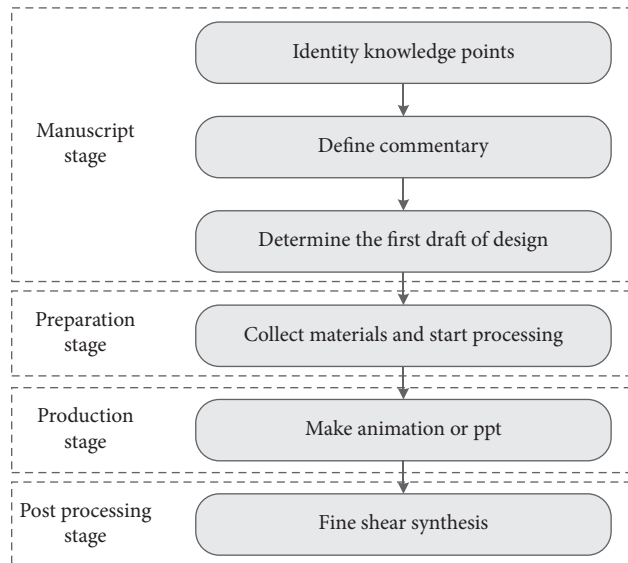 Identity knowledge points
Manuscript
stage
Define commentary
Determine the first draft of design
Preparation
stage
Collect materials and start processing
Production
stage
Make animation or ppt
Post processing
stage
Fine shear synthesis